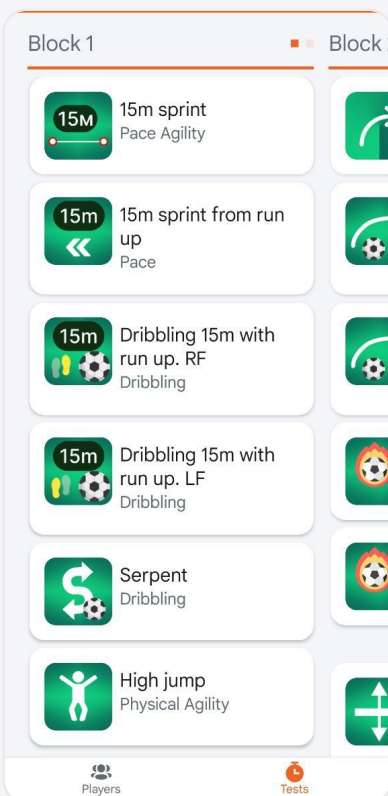 Block 1
Block
15м
15m sprint
Pace Agility
15m
15m sprint from run
up
Pace
15m
Dribbling 15m with
run up. RF
Dribbling
15m
Dribbling 15m with
run up. LF
Dribbling
Serpent
Dribbling
High jump
Physical Agility
Players
Tests